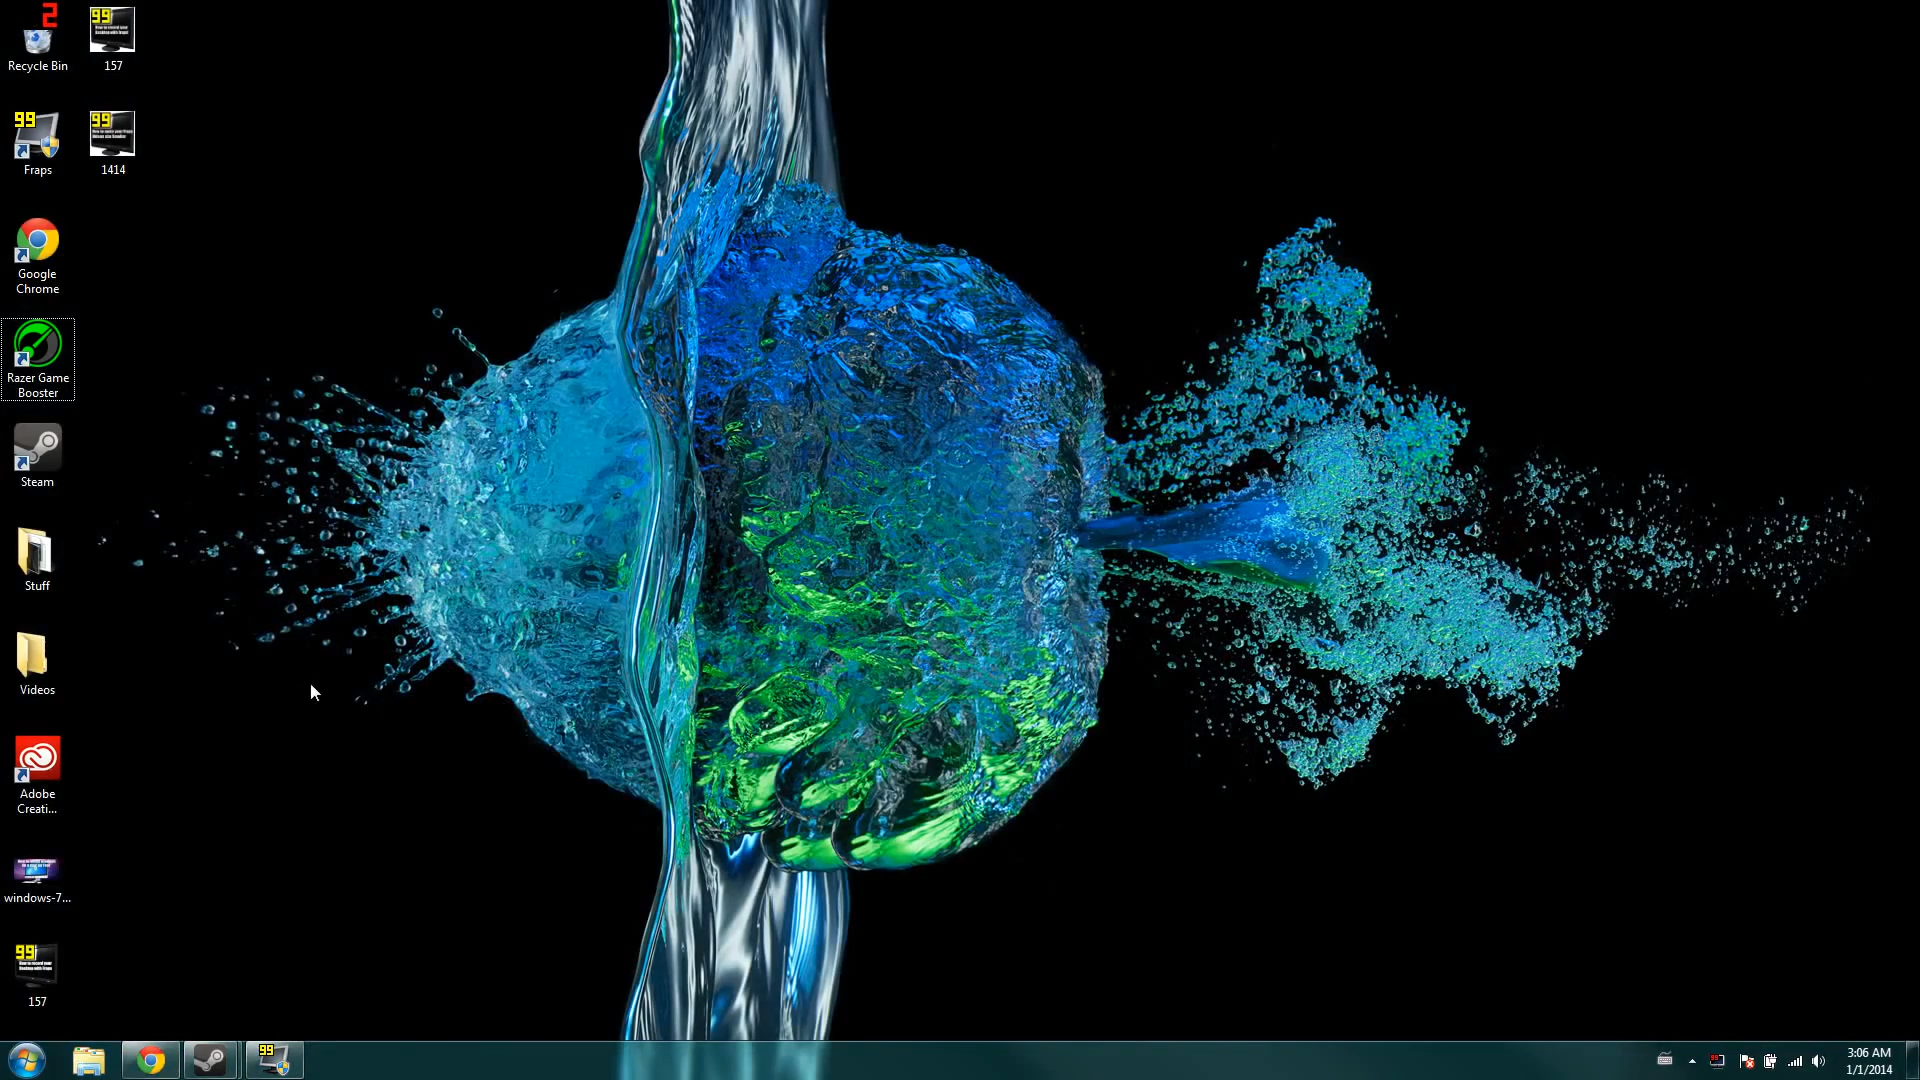 2
Recycle Bin
99
157
99
Fraps
99
1414
Google
Chrome
Razer Game
Booster
Steam
Stuff
Videos
Adobe
Creati...
windows-7...
99
157
99
3:06 AM
1/1/2014